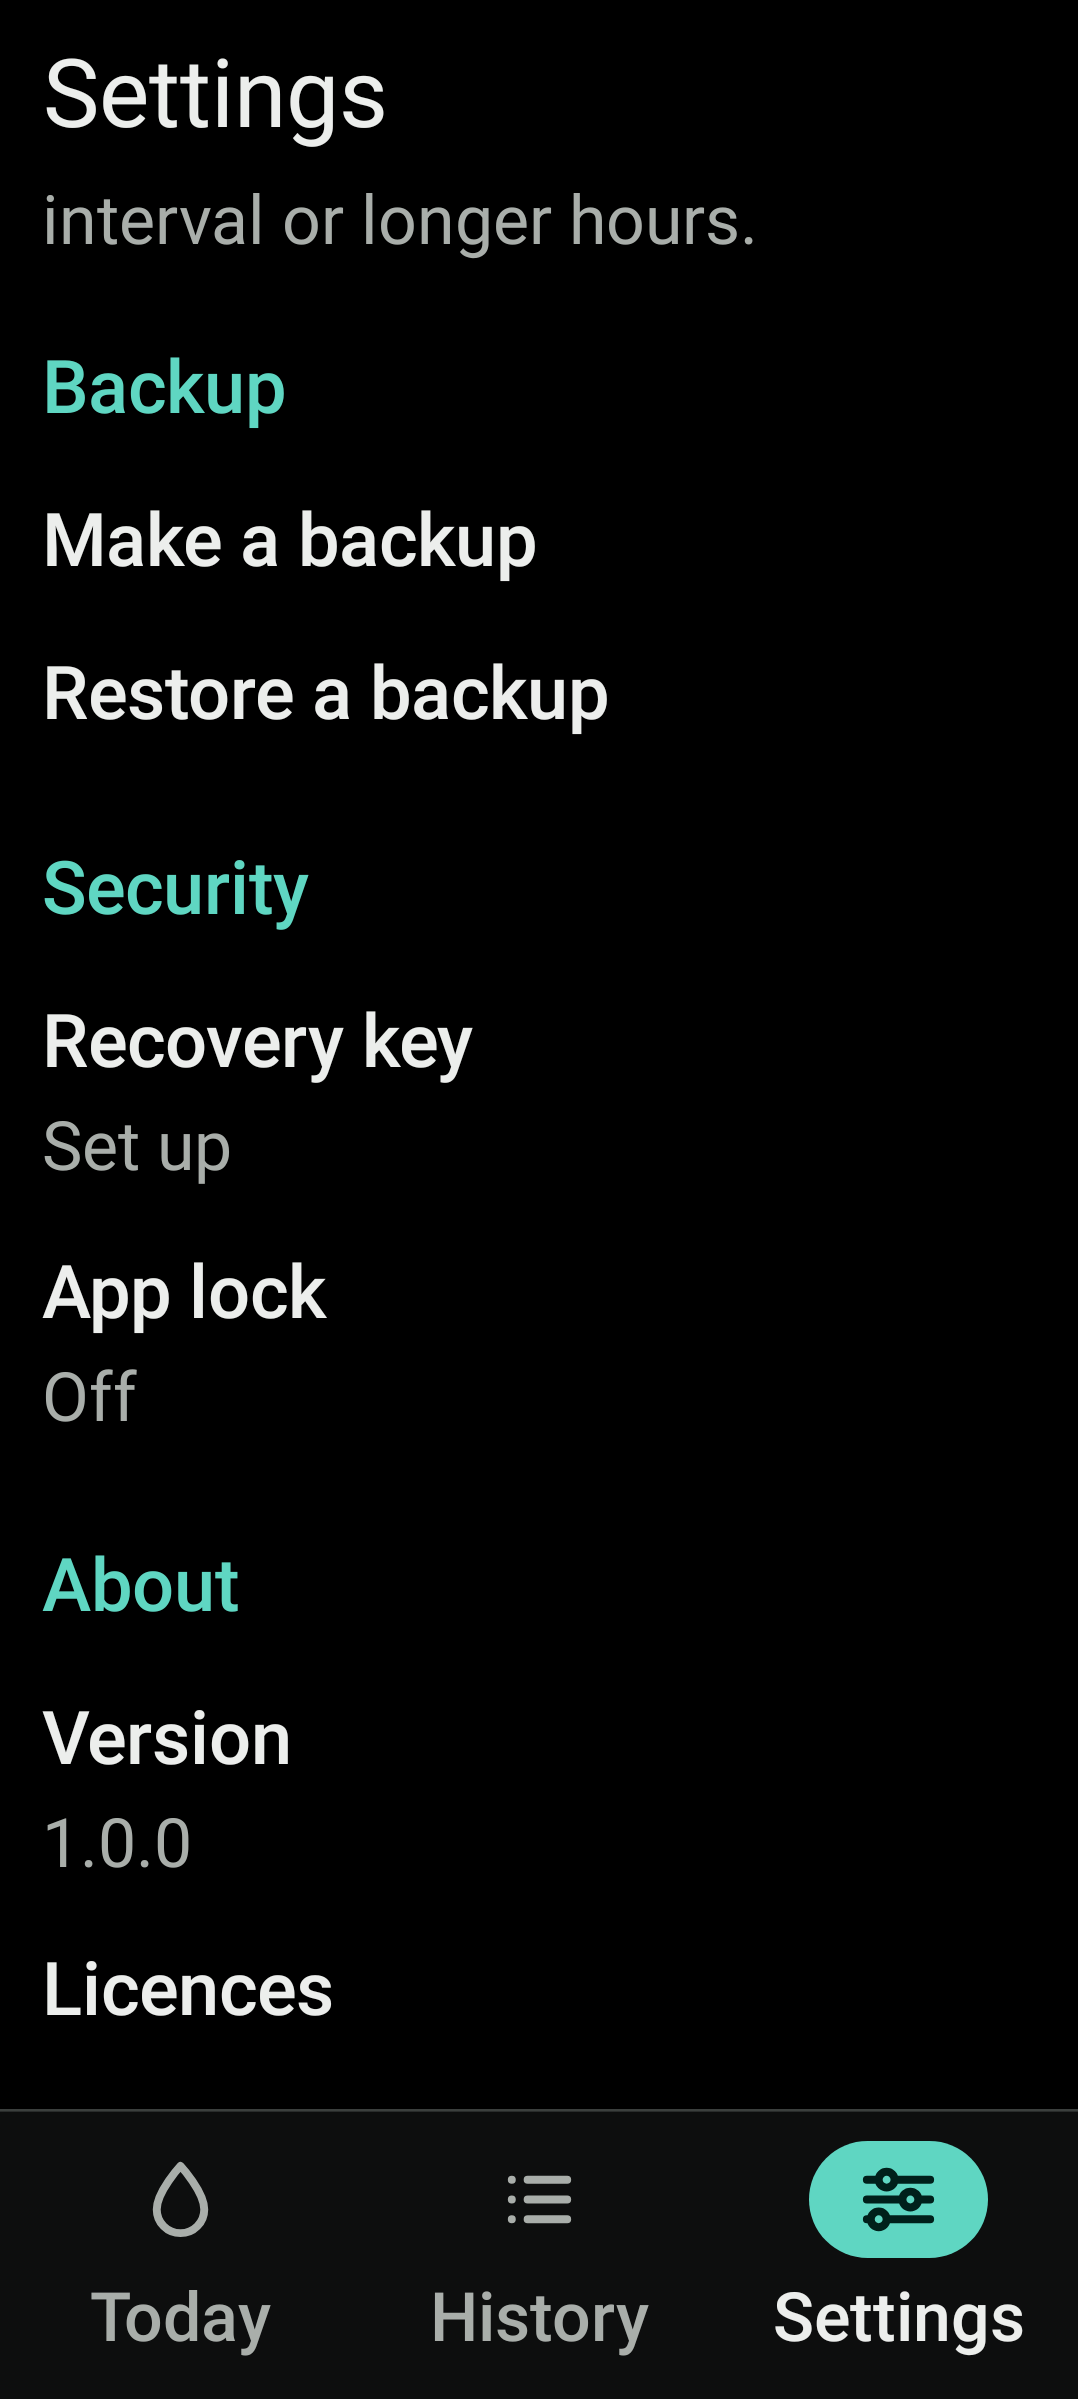 Settings
interval or longer hours.
Backup
Make a backup
Restore a backup
Security
Recovery key
Set up
App lock
Off
About
Version
1.0.0
Licences
Today
History
Settings